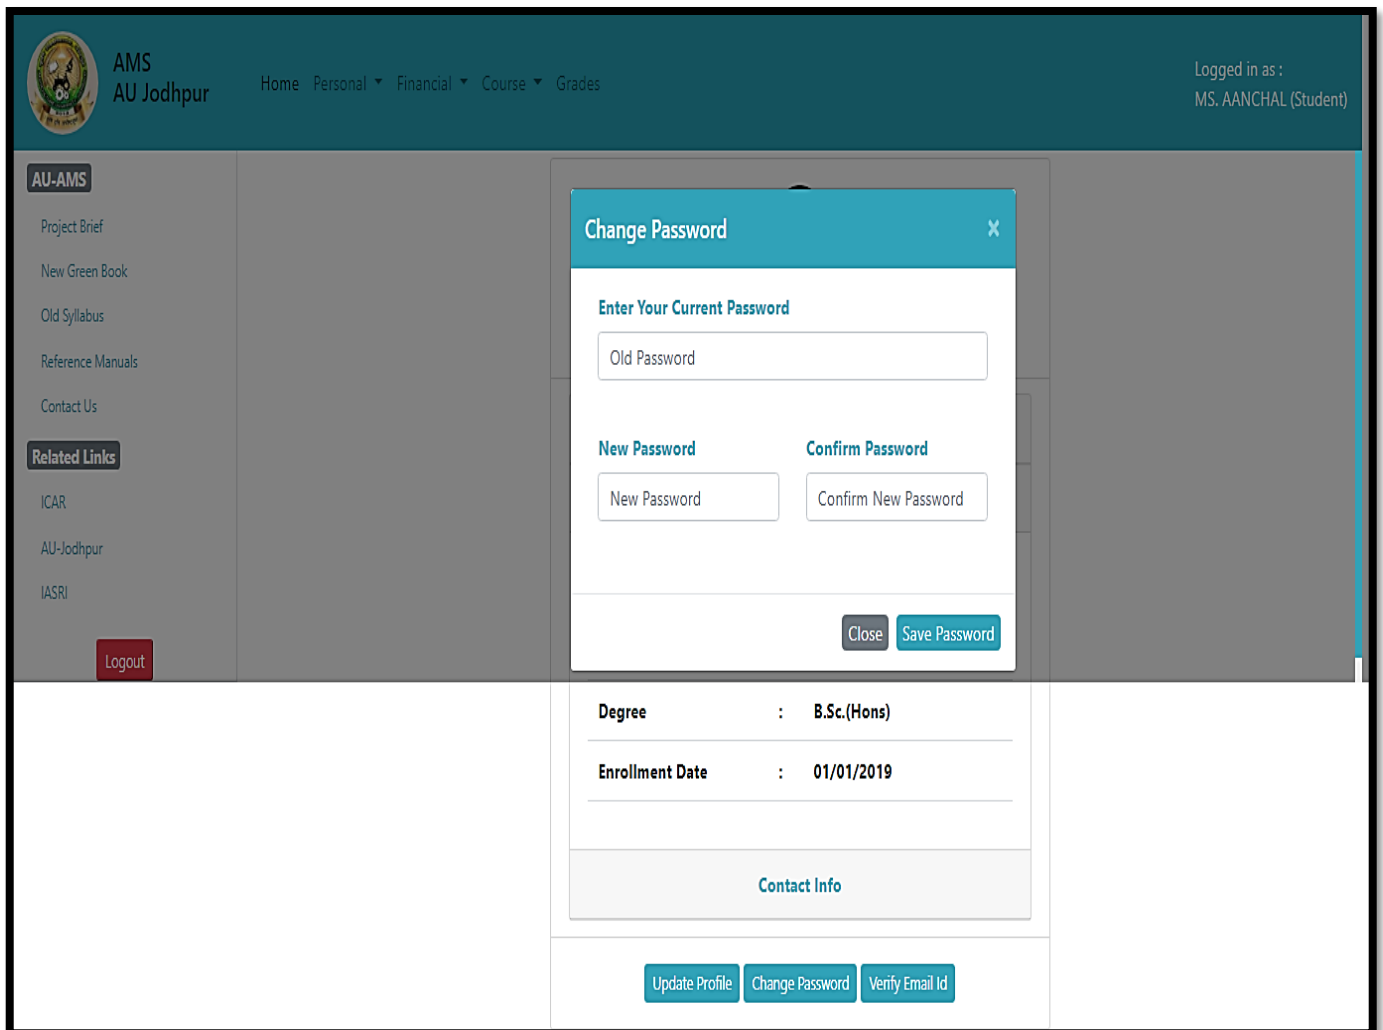 AMS
AU Jodhpur
Home Personal Financial Course Grades
Logged in as :
MS. AANCHAL (Student)
AU-AMS
Project Brief
New Green Book
Old Syllabus
Reference Manuals
Contact Us
Related Links
ICAR
AU-Jodhpur
IASRI
Logout
Change Password ×
Enter Your Current Password
Old Password
New Password Confirm Password
New Password Confirm New Password
Close Save Password
Degree : B.Sc.(Hons)
Enrollment Date : 01/01/2019
Contact Info
Update Profile Change Password Verify Email Id